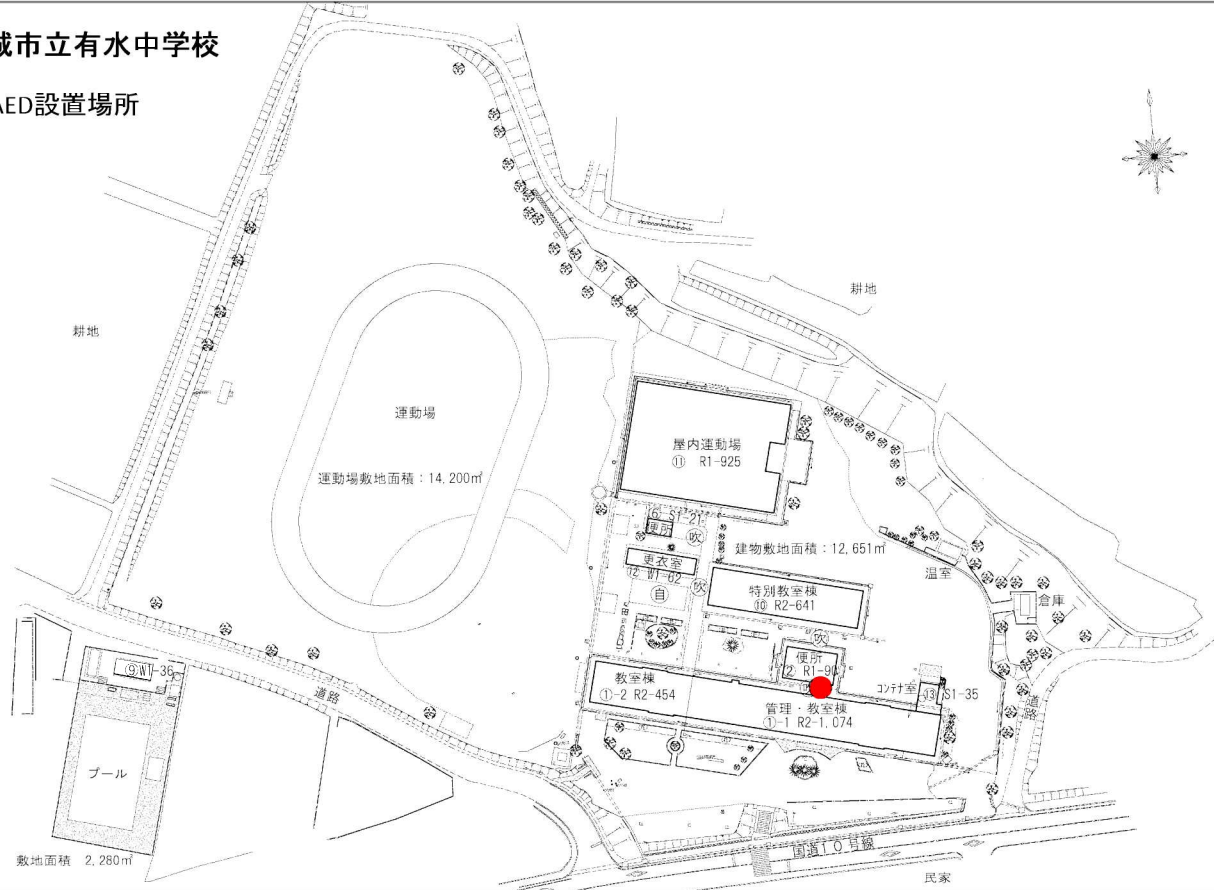 城市立有水中学校
AED設置場所
耕地
耕地
運動場
運動場敷地面積：14,200㎡
屋内運動場
⑪ R1-925
6 S1-21
便所
吹
建物敷地面積：12,651㎡
更衣室
⑫ W1-62
吹
自
特別教室棟
⑩ R2-641
温室
倉庫
吹
便所
② R1-90
教室棟
①-2 R2-454
管理・教室棟
①-1 R2-1,074
コンテナ室
⑬ S1-35
道路
道路
⑨W1-36
プール
敷地面積 2,280㎡
国道10号線
民家